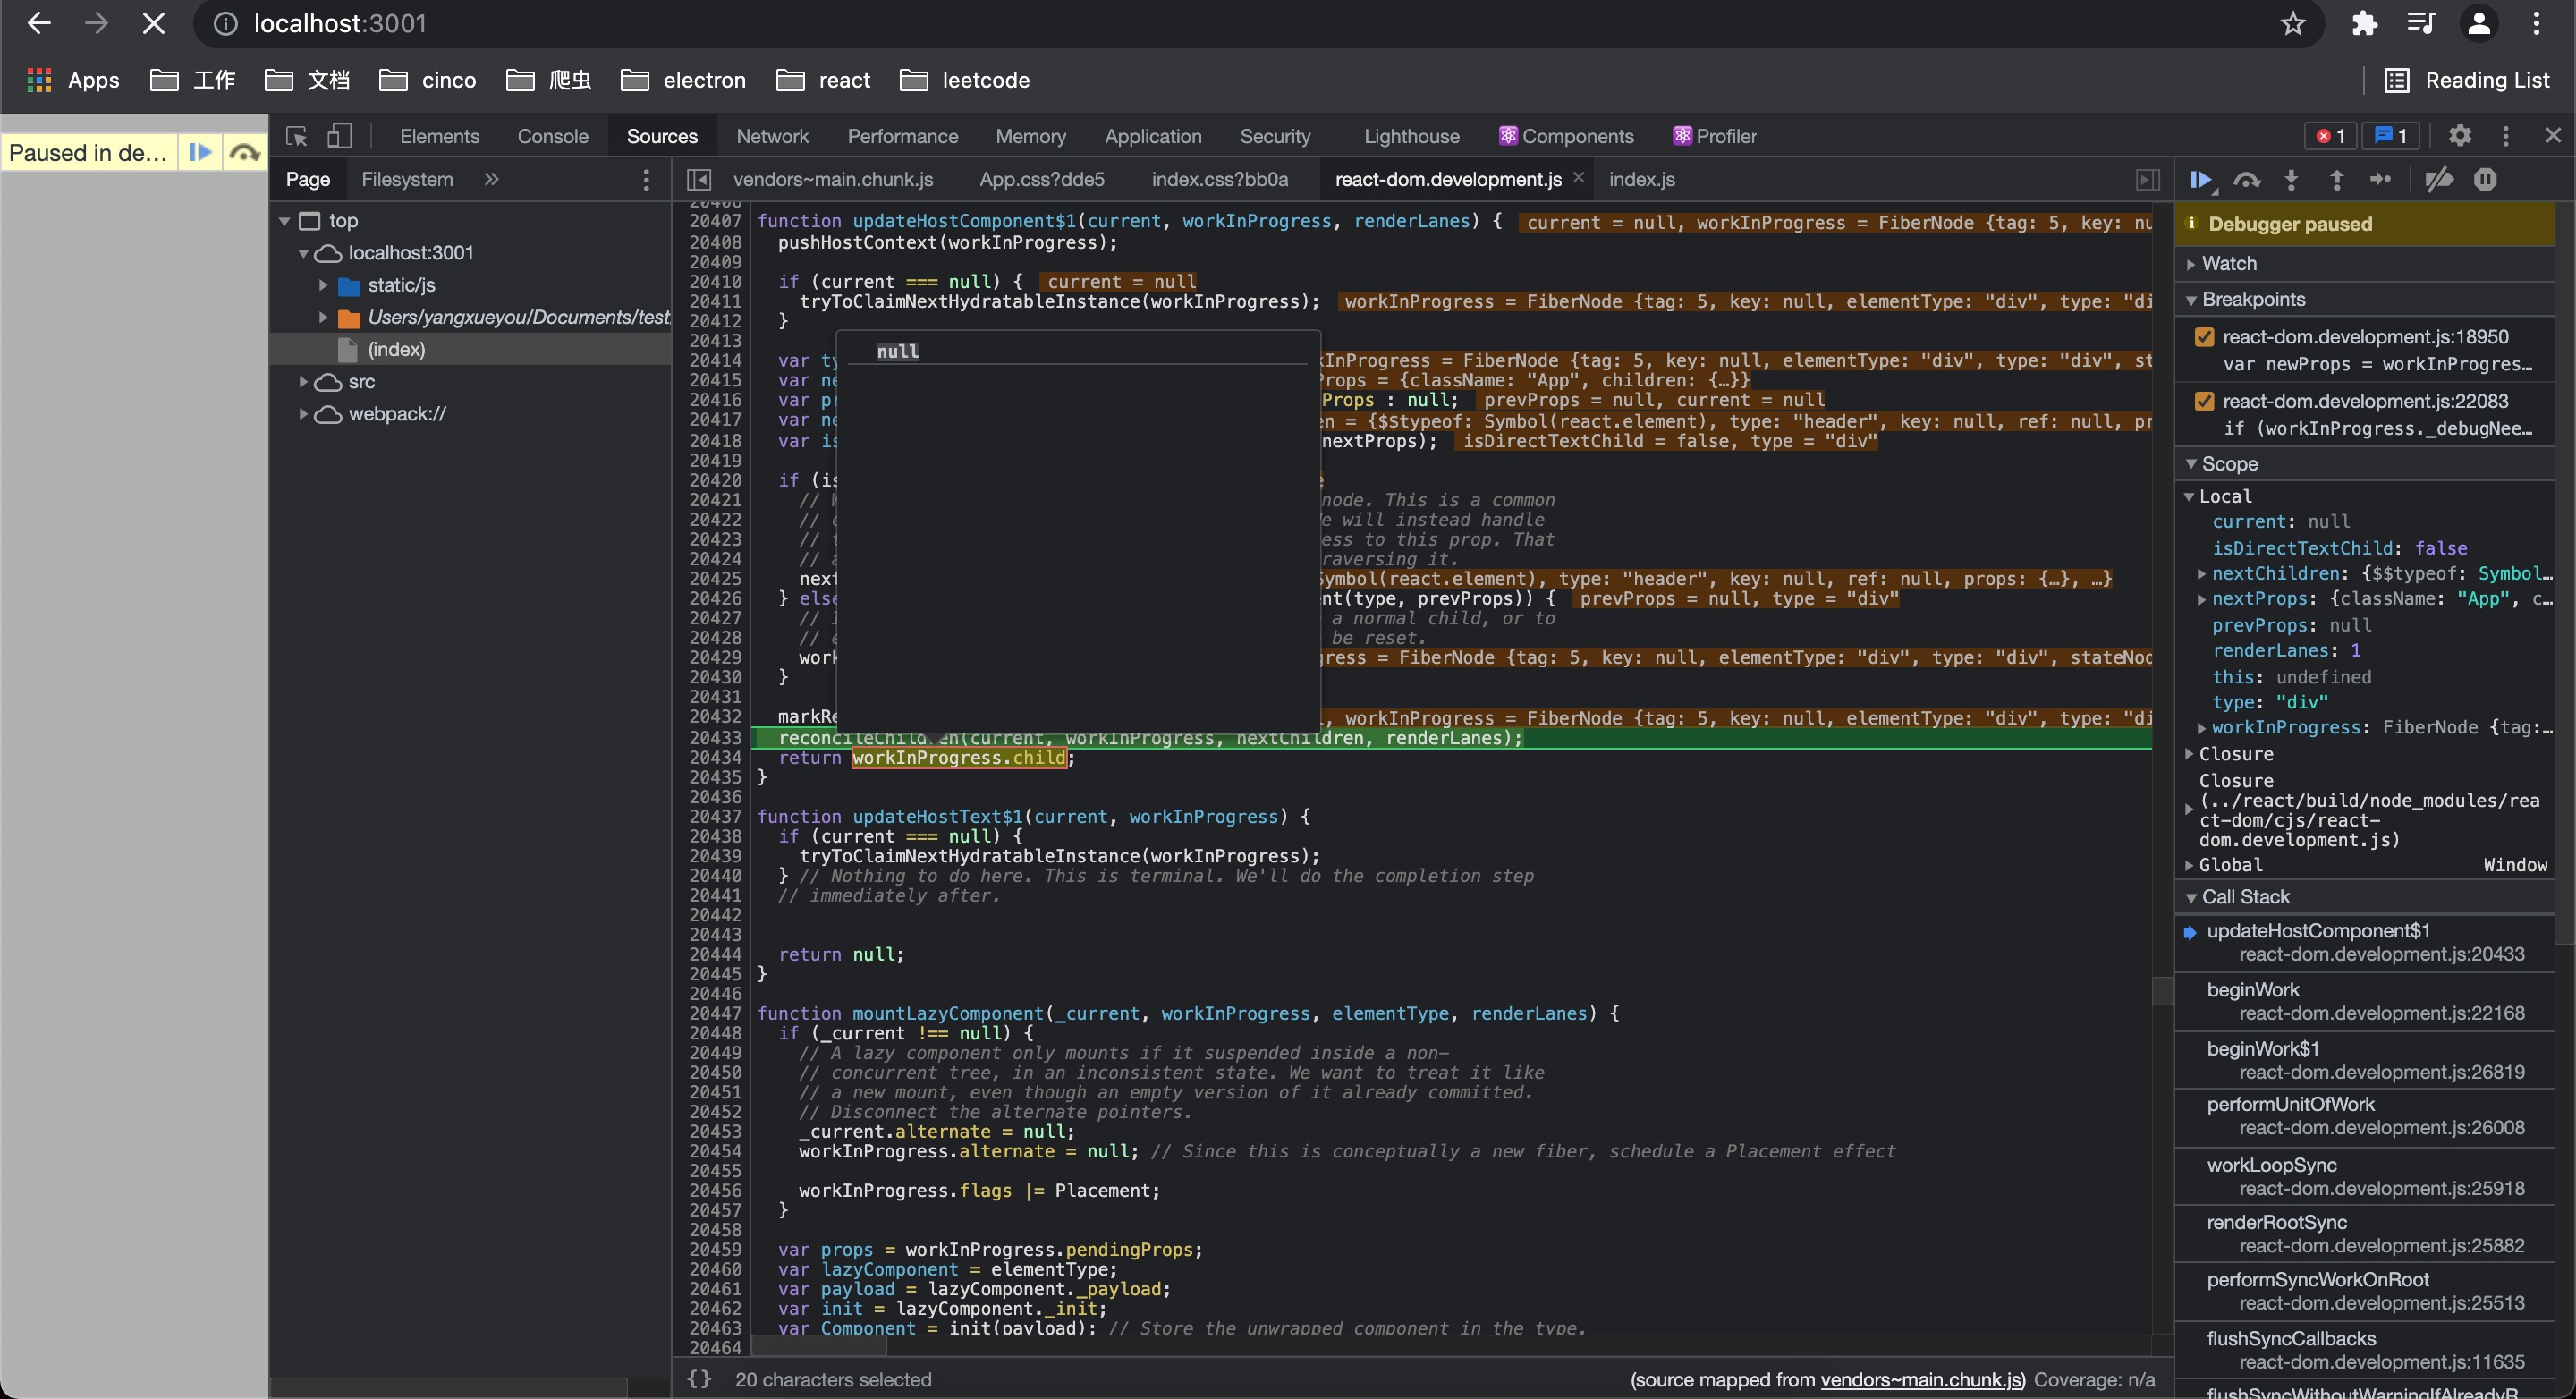 localhost:3001
Apps 工作 文档 cinco 爬虫 electron react leetcode Reading List
Paused in de…
Elements Console Sources Network Performance Memory Application Security Lighthouse Components Profiler 1 1
Page Filesystem »
vendors~main.chunk.js App.css?dde5 index.css?bb0a react-dom.development.js × index.js
top
localhost:3001
static/js
Users/yangxueyou/Documents/test
(index)
src
webpack://
20407 function updateHostComponent$1(current, workInProgress, renderLanes) { current = null, workInProgress = FiberNode {tag: 5, key: nu
20408 pushHostContext(workInProgress);
20409
20410 if (current === null) { current = null
20411 tryToClaimNextHydratableInstance(workInProgress); workInProgress = FiberNode {tag: 5, key: null, elementType: "div", type: "di
20412 }
20413
null
20414 var ty kInProgress = FiberNode {tag: 5, key: null, elementType: "div", type: "div", st
20415 var ne Props = {className: "App", children: {…}}
20416 var pr Props : null; prevProps = null, current = null
20417 var ne en = {$$typeof: Symbol(react.element), type: "header", key: null, ref: null, pr
20418 var is nextProps); isDirectTextChild = false, type = "div"
20419
20420 if (is
20421 // node. This is a common
20422 // e will instead handle
20423 // ess to this prop. That
20424 // a raversing it.
20425 next Symbol(react.element), type: "header", key: null, ref: null, props: {…}, …}
20426 } else nt(type, prevProps)) { prevProps = null, type = "div"
20427 // I a normal child, or to
20428 // e be reset.
20429 work ress = FiberNode {tag: 5, key: null, elementType: "div", type: "div", stateNod
20430 }
20431
20432 markRe , workInProgress = FiberNode {tag: 5, key: null, elementType: "div", type: "di
20433 reconcileChildren(current, workInProgress, nextChildren, renderLanes);
20434 return workInProgress.child;
20435 }
20436
20437 function updateHostText$1(current, workInProgress) {
20438 if (current === null) {
20439 tryToClaimNextHydratableInstance(workInProgress);
20440 } // Nothing to do here. This is terminal. We'll do the completion step
20441 // immediately after.
20442
20443
20444 return null;
20445 }
20446
20447 function mountLazyComponent(_current, workInProgress, elementType, renderLanes) {
20448 if (_current !== null) {
20449 // A lazy component only mounts if it suspended inside a non-
20450 // concurrent tree, in an inconsistent state. We want to treat it like
20451 // a new mount, even though an empty version of it already committed.
20452 // Disconnect the alternate pointers.
20453 _current.alternate = null;
20454 workInProgress.alternate = null; // Since this is conceptually a new fiber, schedule a Placement effect
20455
20456 workInProgress.flags |= Placement;
20457 }
20458
20459 var props = workInProgress.pendingProps;
20460 var lazyComponent = elementType;
20461 var payload = lazyComponent._payload;
20462 var init = lazyComponent._init;
20463 var Component = init(payload); // Store the unwrapped component in the type.
20464
{} 20 characters selected (source mapped from vendors~main.chunk.js) Coverage: n/a
Debugger paused
Watch
Breakpoints
react-dom.development.js:18950
var newProps = workInProgres…
react-dom.development.js:22083
if (workInProgress._debugNee…
Scope
Local
current: null
isDirectTextChild: false
nextChildren: {$$typeof: Symbol…
nextProps: {className: "App", c…
prevProps: null
renderLanes: 1
this: undefined
type: "div"
workInProgress: FiberNode {tag:…
Closure
Closure
(../react/build/node_modules/rea
ct-dom/cjs/react-
dom.development.js)
Global Window
Call Stack
updateHostComponent$1
react-dom.development.js:20433
beginWork
react-dom.development.js:22168
beginWork$1
react-dom.development.js:26819
performUnitOfWork
react-dom.development.js:26008
workLoopSync
react-dom.development.js:25918
renderRootSync
react-dom.development.js:25882
performSyncWorkOnRoot
react-dom.development.js:25513
flushSyncCallbacks
react-dom.development.js:11635